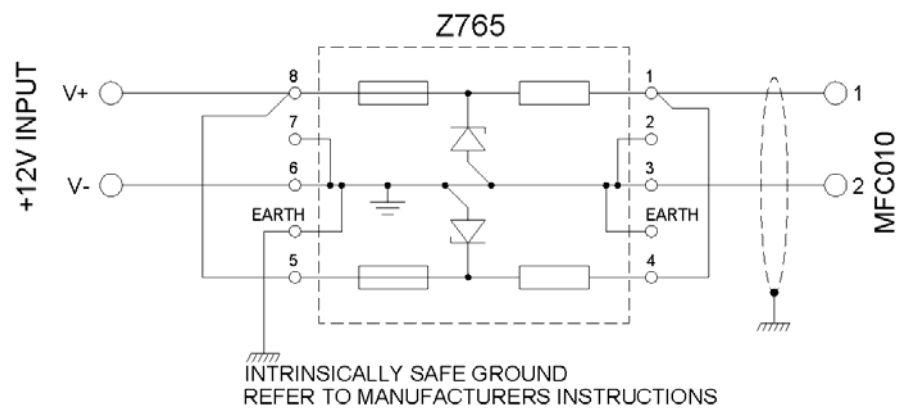 Z765
+12V INPUT
V+
8
1
1
7
2
V-
6
3
2
MFC010
EARTH
EARTH
5
4
INTRINSICALLY SAFE GROUND
REFER TO MANUFACTURERS INSTRUCTIONS